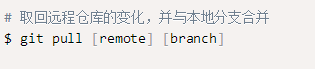 # 取回远程仓库的变化，并与本地分支合并
$ git pull [remote] [branch]